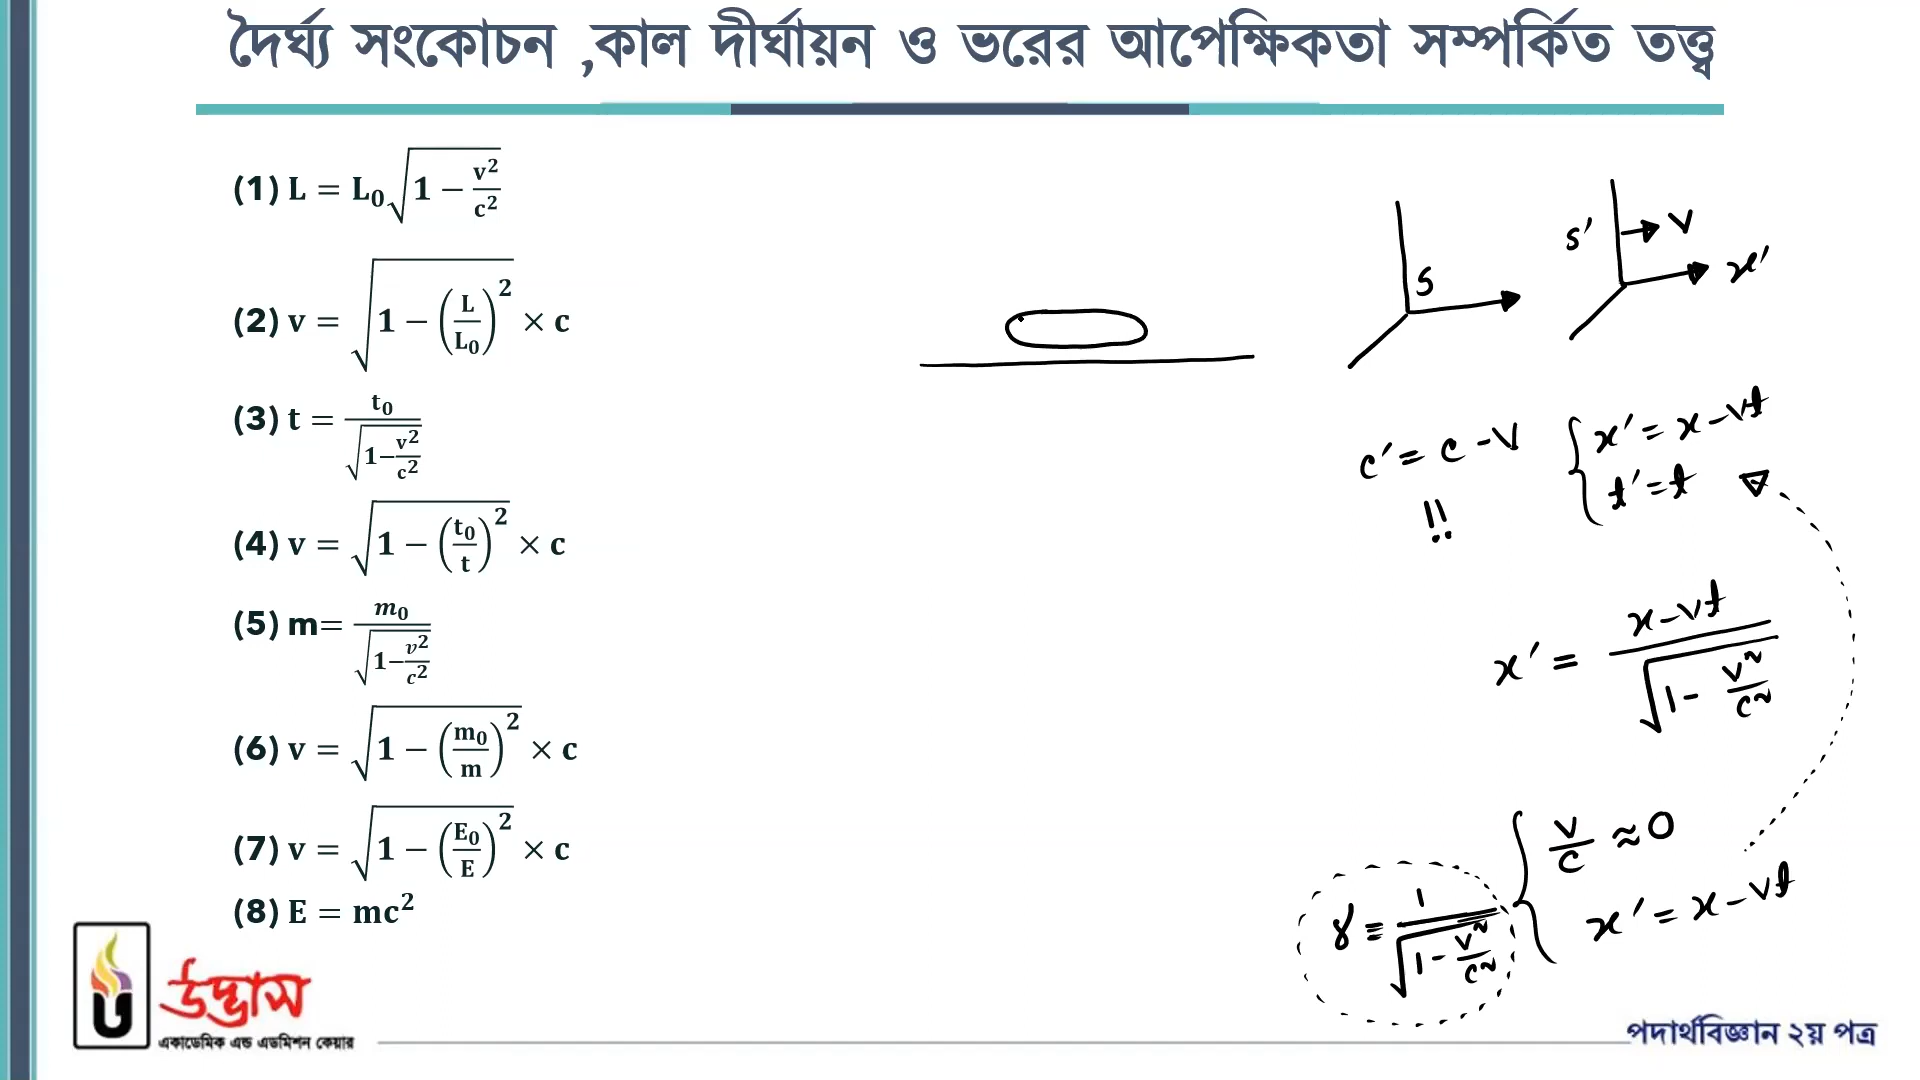 দৈর্ঘ্য সংকোচন ,কাল দীর্ঘায়ন ও ভরের আপেক্ষিকতা সম্পর্কিত তত্ত্ব
(1) L = L₀√(1 − v²/c²)
(2) v = √(1 − (L/L₀)²) × c
(3) t = t₀/√(1−v²/c²)
(4) v = √(1 − (t₀/t)²) × c
(5) m= m₀/√(1−v²/c²)
(6) v = √(1 − (m₀/m)²) × c
(7) v = √(1 − (E₀/E)²) × c
(8) E = mc²
S
S′ → V
x′
c′ = c − V
!!
x′ = x − vt
t′ = t
x′ = (x − vt)/√(1 − v²/c²)
v/c ≈ 0
x′ = x − vt
γ ≡ 1/√(1 − v²/c²)
উদ্ভাস
একাডেমিক এন্ড এডমিশন কেয়ার
পদার্থবিজ্ঞান ২য় পত্র